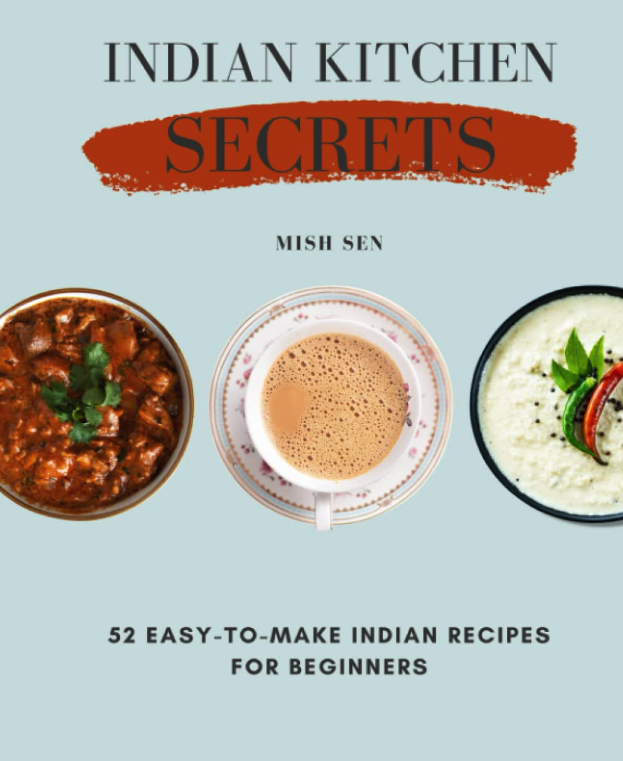 INDIAN KITCHEN
SECRETS
MISH SEN
52 EASY-TO-MAKE INDIAN RECIPES
FOR BEGINNERS